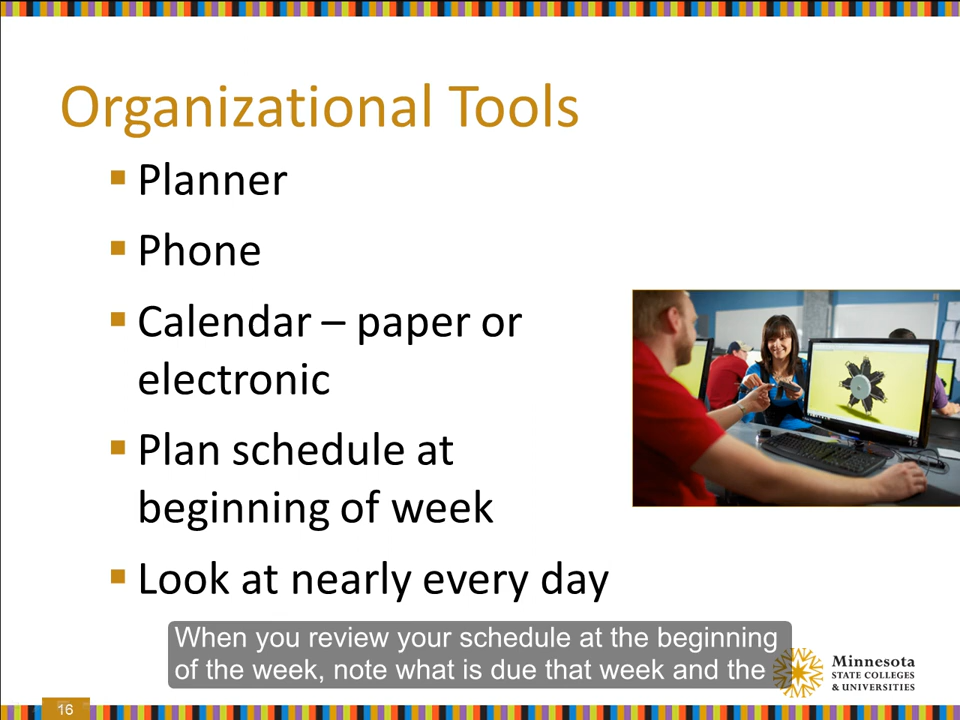 Organizational Tools
▪ Planner
▪ Phone
▪ Calendar – paper or
electronic
▪ Plan schedule at
beginning of week
▪ Look at nearly every day
When you review your schedule at the beginning
of the week, note what is due that week and the
Minnesota
STATE COLLEGES
& UNIVERSITIES
16